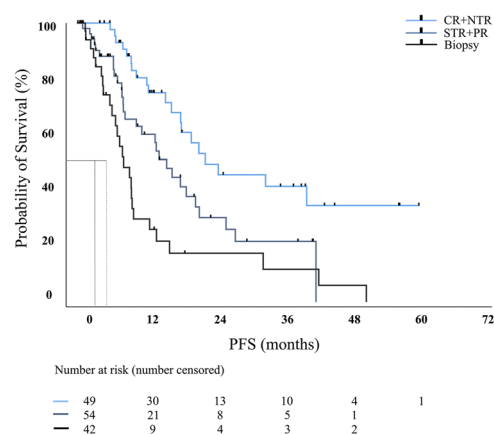 CR+NTR
STR+PR
Biopsy
Probability of Survival (%)
100
80
60
40
20
0
0 12 24 36 48 60 72
PFS (months)
Number at risk (number censored)
49 30 13 10 4 1
54 21 8 5 1
42 9 4 3 2